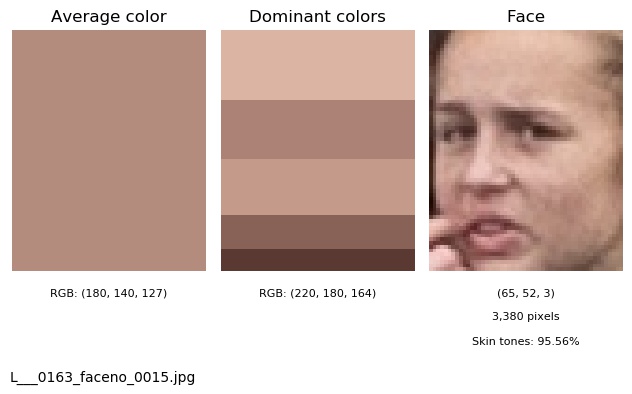 Average color
Dominant colors
Face
RGB: (180, 140, 127)
RGB: (220, 180, 164)
(65, 52, 3)
3,380 pixels
Skin tones: 95.56%
L___0163_faceno_0015.jpg